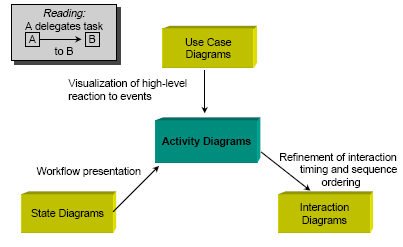 Reading:
A delegates task
A B
to B
Use Case
Diagrams
Visualization of high-level
reaction to events
Activity Diagrams
Workflow presentation
Refinement of interaction
timing and sequence
ordering
State Diagrams
Interaction
Diagrams